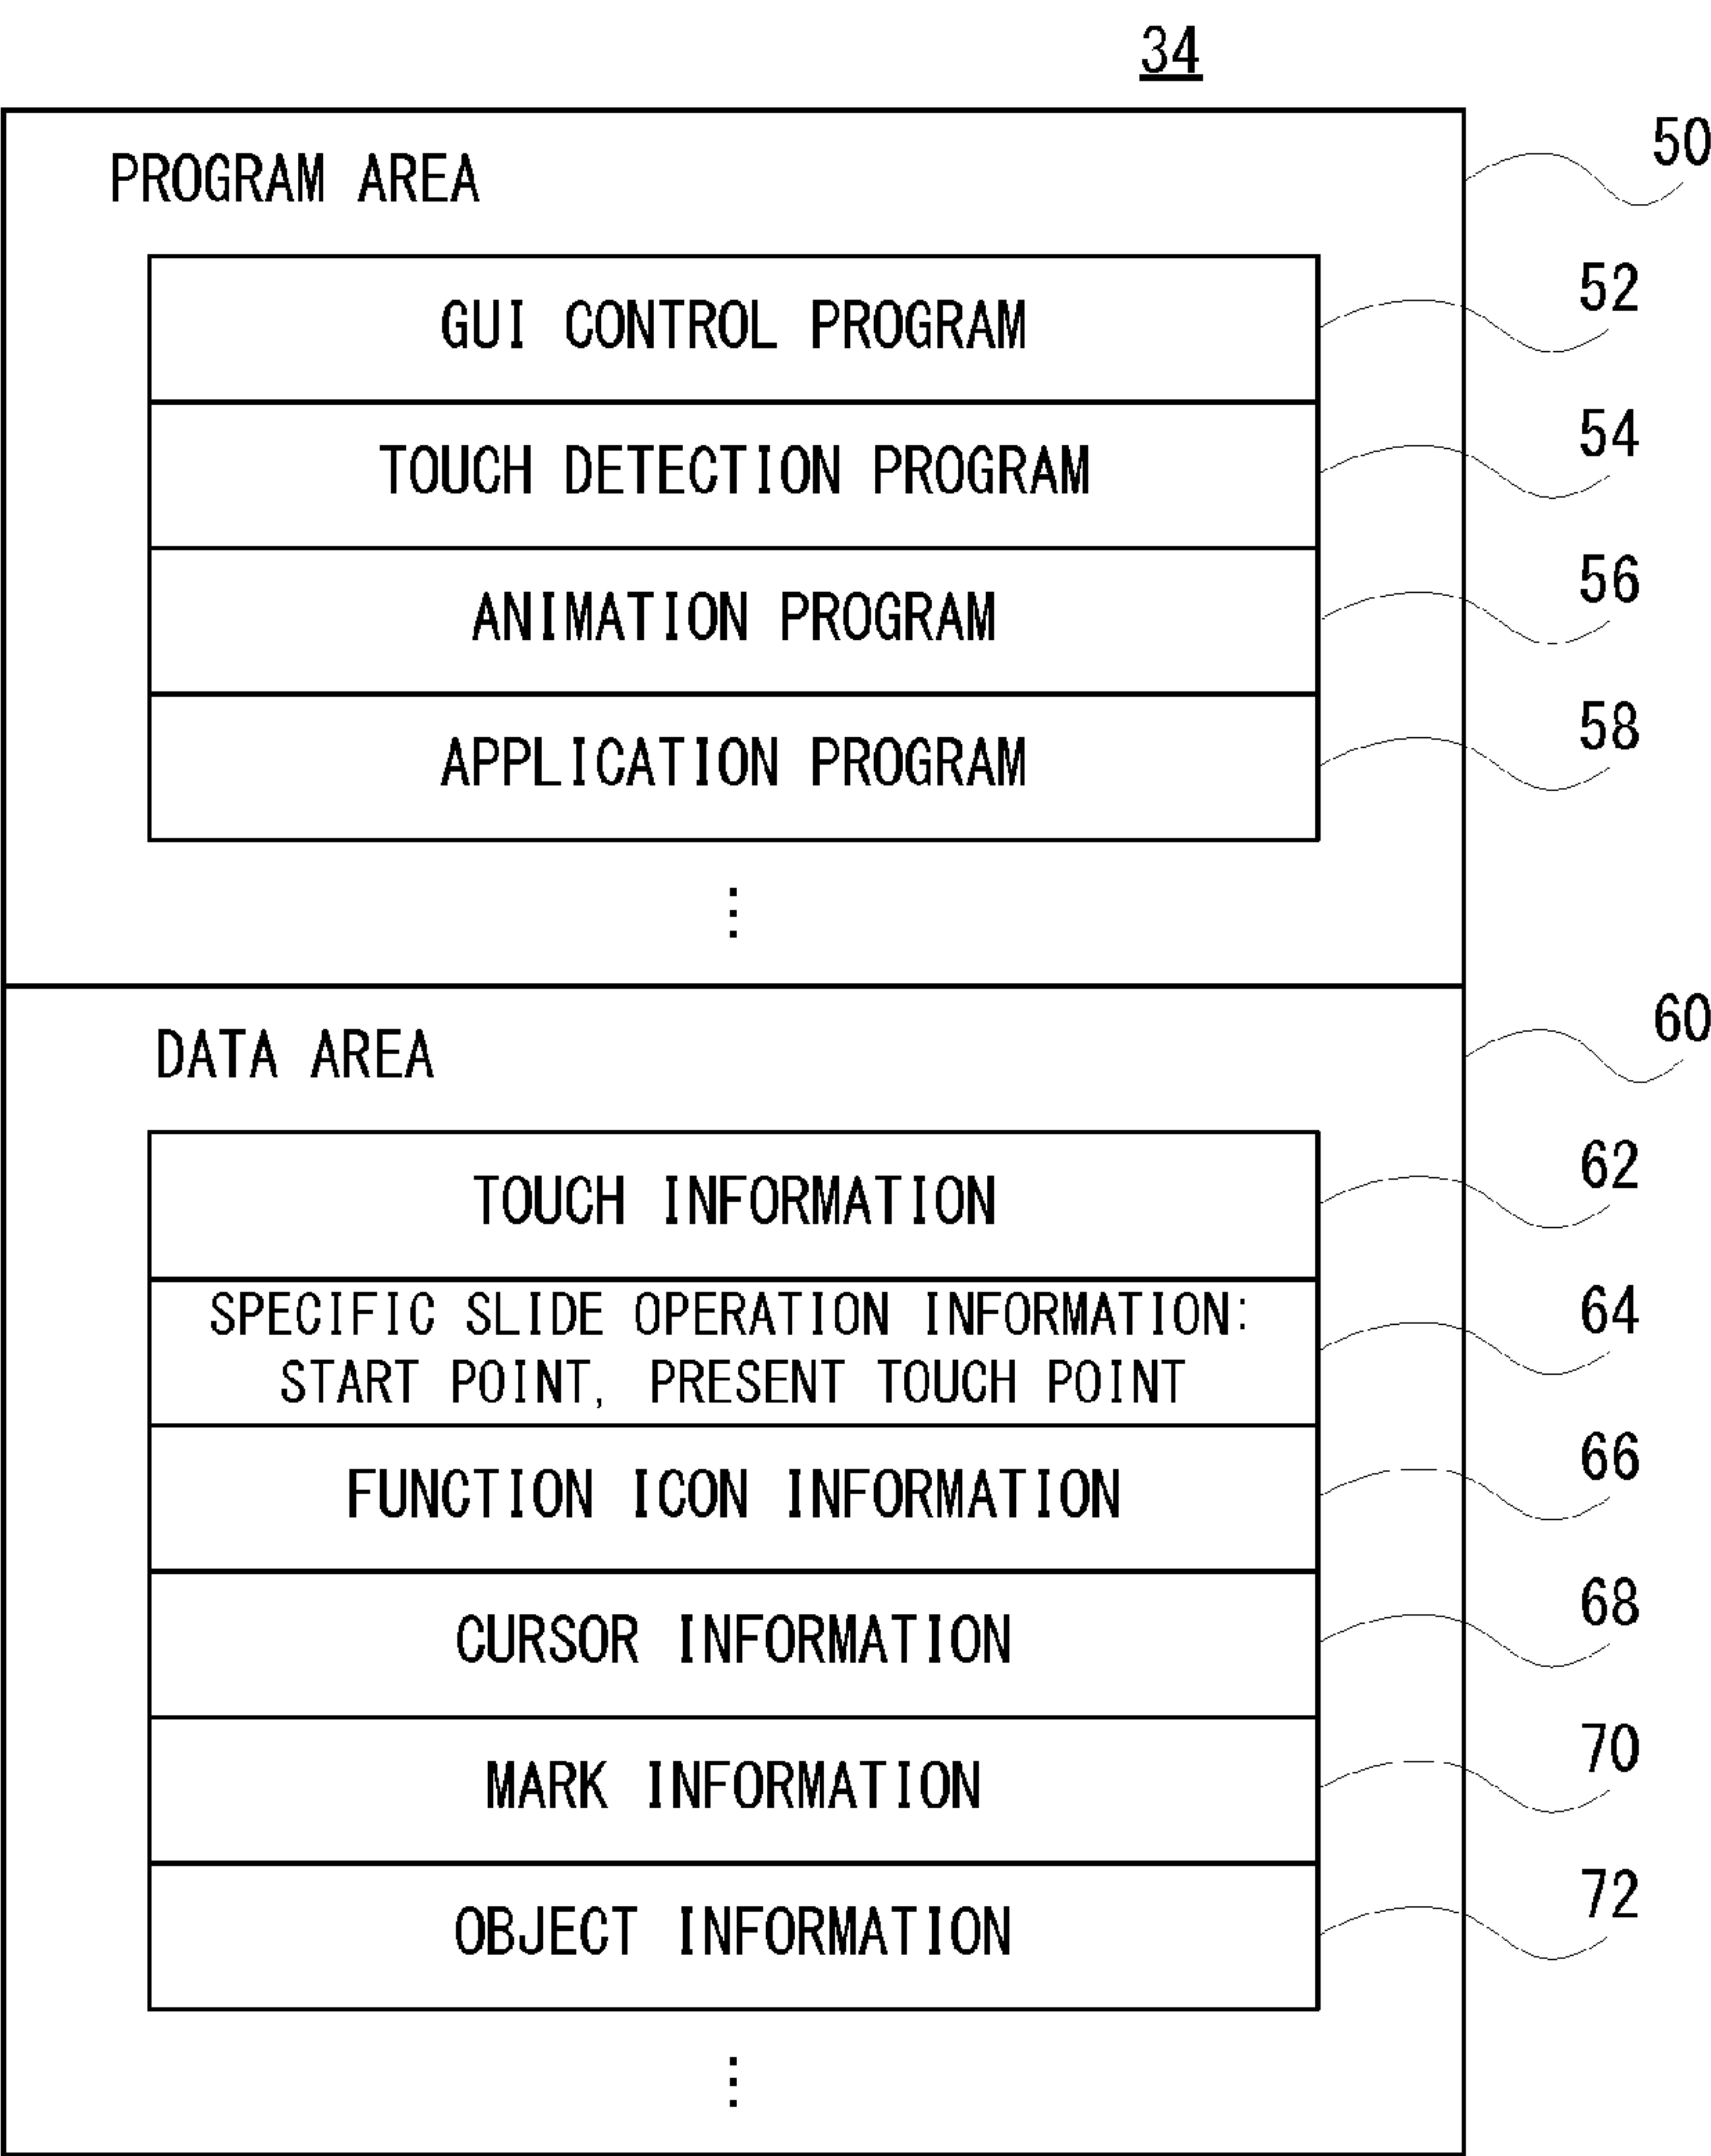 34
PROGRAM AREA
50
GUI CONTROL PROGRAM
52
TOUCH DETECTION PROGRAM
54
ANIMATION PROGRAM
56
APPLICATION PROGRAM
58
DATA AREA
60
TOUCH INFORMATION
62
SPECIFIC SLIDE OPERATION INFORMATION:
START POINT, PRESENT TOUCH POINT
64
FUNCTION ICON INFORMATION
66
CURSOR INFORMATION
68
MARK INFORMATION
70
OBJECT INFORMATION
72